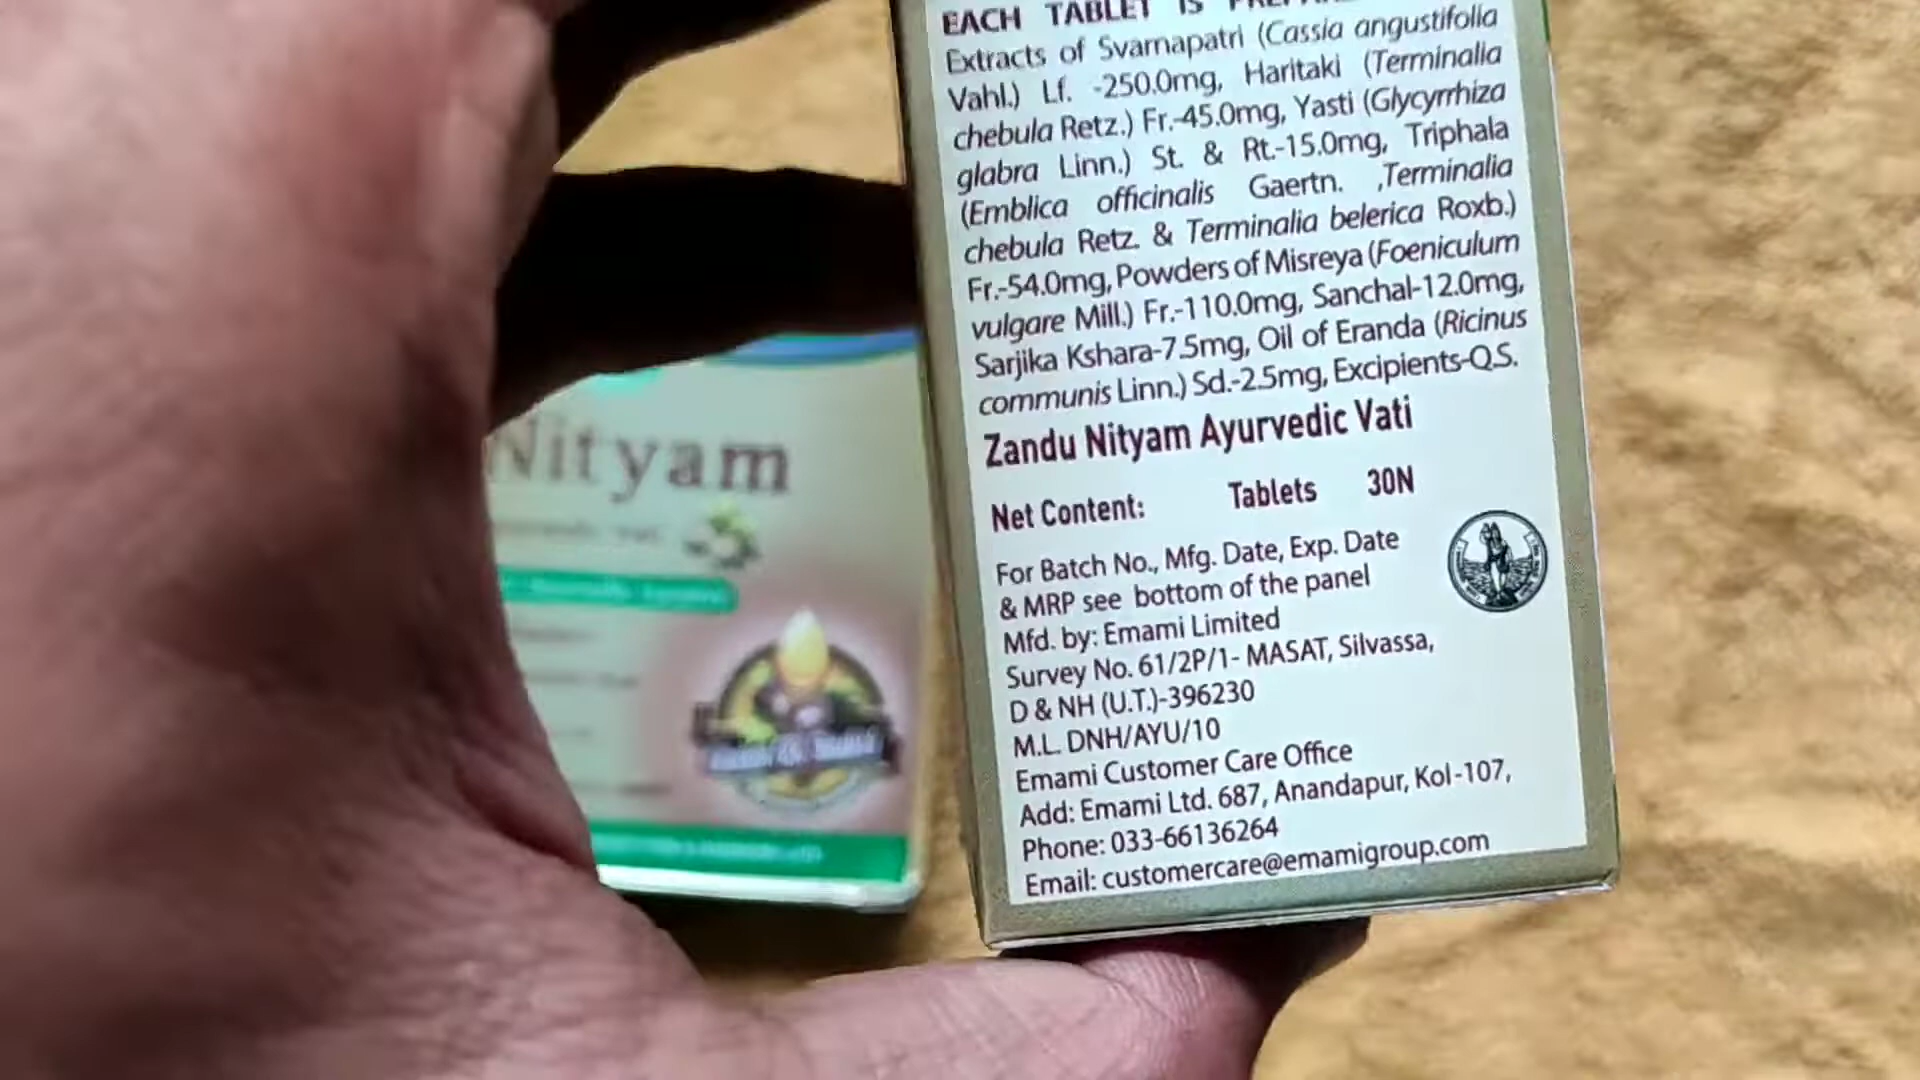 EACH TABLET IS
Extracts of Svarnapatri (Cassia angustifolia
Vahl.) Lf. -250.0mg, Haritaki (Terminalia
chebula Retz.) Fr.-45.0mg, Yasti (Glycyrrhiza
glabra Linn.) St. & Rt.-15.0mg, Triphala
(Emblica officinalis Gaertn. ,Terminalia
chebula Retz. & Terminalia belerica Roxb.)
Fr.-54.0mg, Powders of Misreya (Foeniculum
vulgare Mill.) Fr.-110.0mg, Sanchal-12.0mg,
Sarjika Kshara-7.5mg, Oil of Eranda (Ricinus
communis Linn.) Sd.-2.5mg, Excipients-Q.S.
Zandu Nityam Ayurvedic Vati
Net Content: Tablets 30N
For Batch No., Mfg. Date, Exp. Date
& MRP see bottom of the panel
Mfd. by: Emami Limited
Survey No. 61/2P/1- MASAT, Silvassa,
D & NH (U.T.)-396230
M.L. DNH/AYU/10
Emami Customer Care Office
Add: Emami Ltd. 687, Anandapur, Kol-107,
Phone: 033-66136264
Email: customercare@emamigroup.com
Nityam